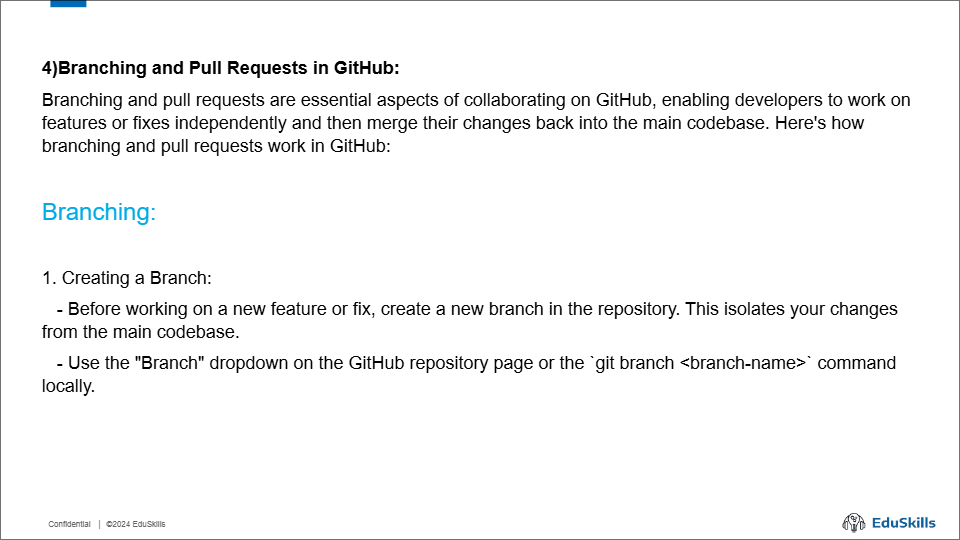 4)Branching and Pull Requests in GitHub:
Branching and pull requests are essential aspects of collaborating on GitHub, enabling developers to work on
features or fixes independently and then merge their changes back into the main codebase. Here's how
branching and pull requests work in GitHub:
Branching:
1. Creating a Branch:
- Before working on a new feature or fix, create a new branch in the repository. This isolates your changes
from the main codebase.
- Use the "Branch" dropdown on the GitHub repository page or the `git branch <branch-name>` command
locally.
Confidential | ©2024 EduSkills
EduSkills